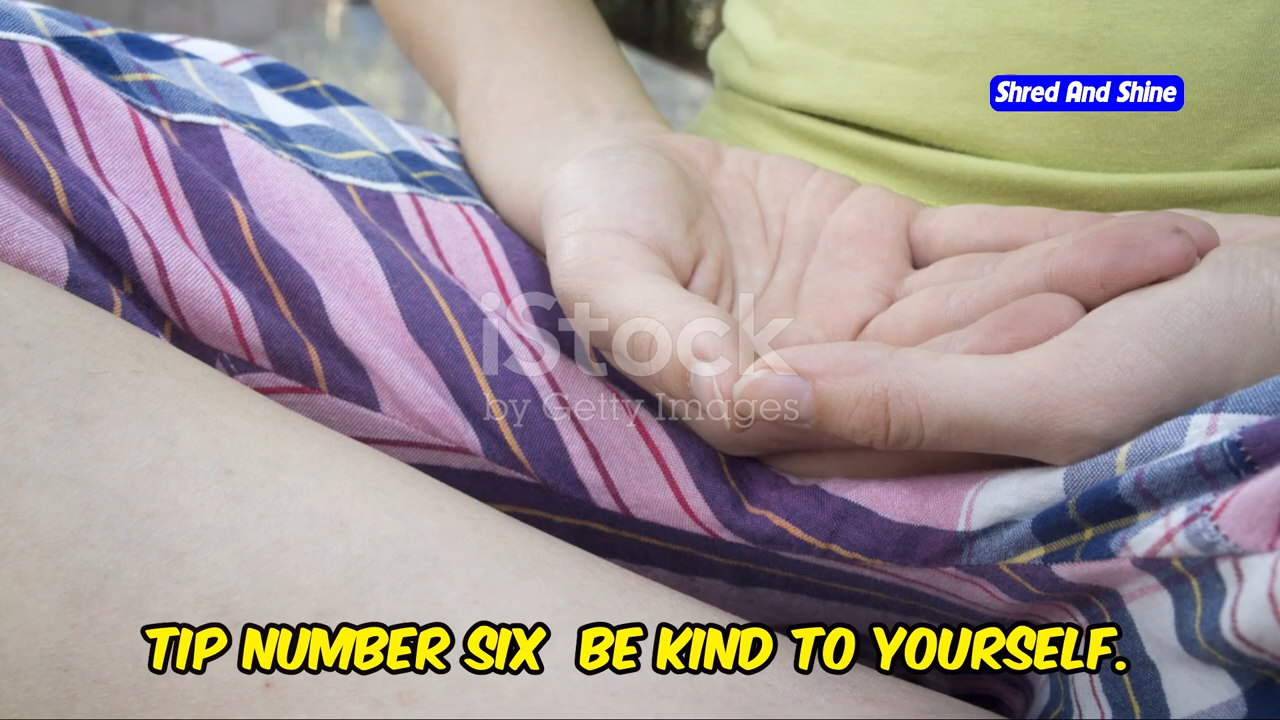 Shred And Shine
iStock
by Getty Images
TIP NUMBER SIX BE KIND TO YOURSELF.